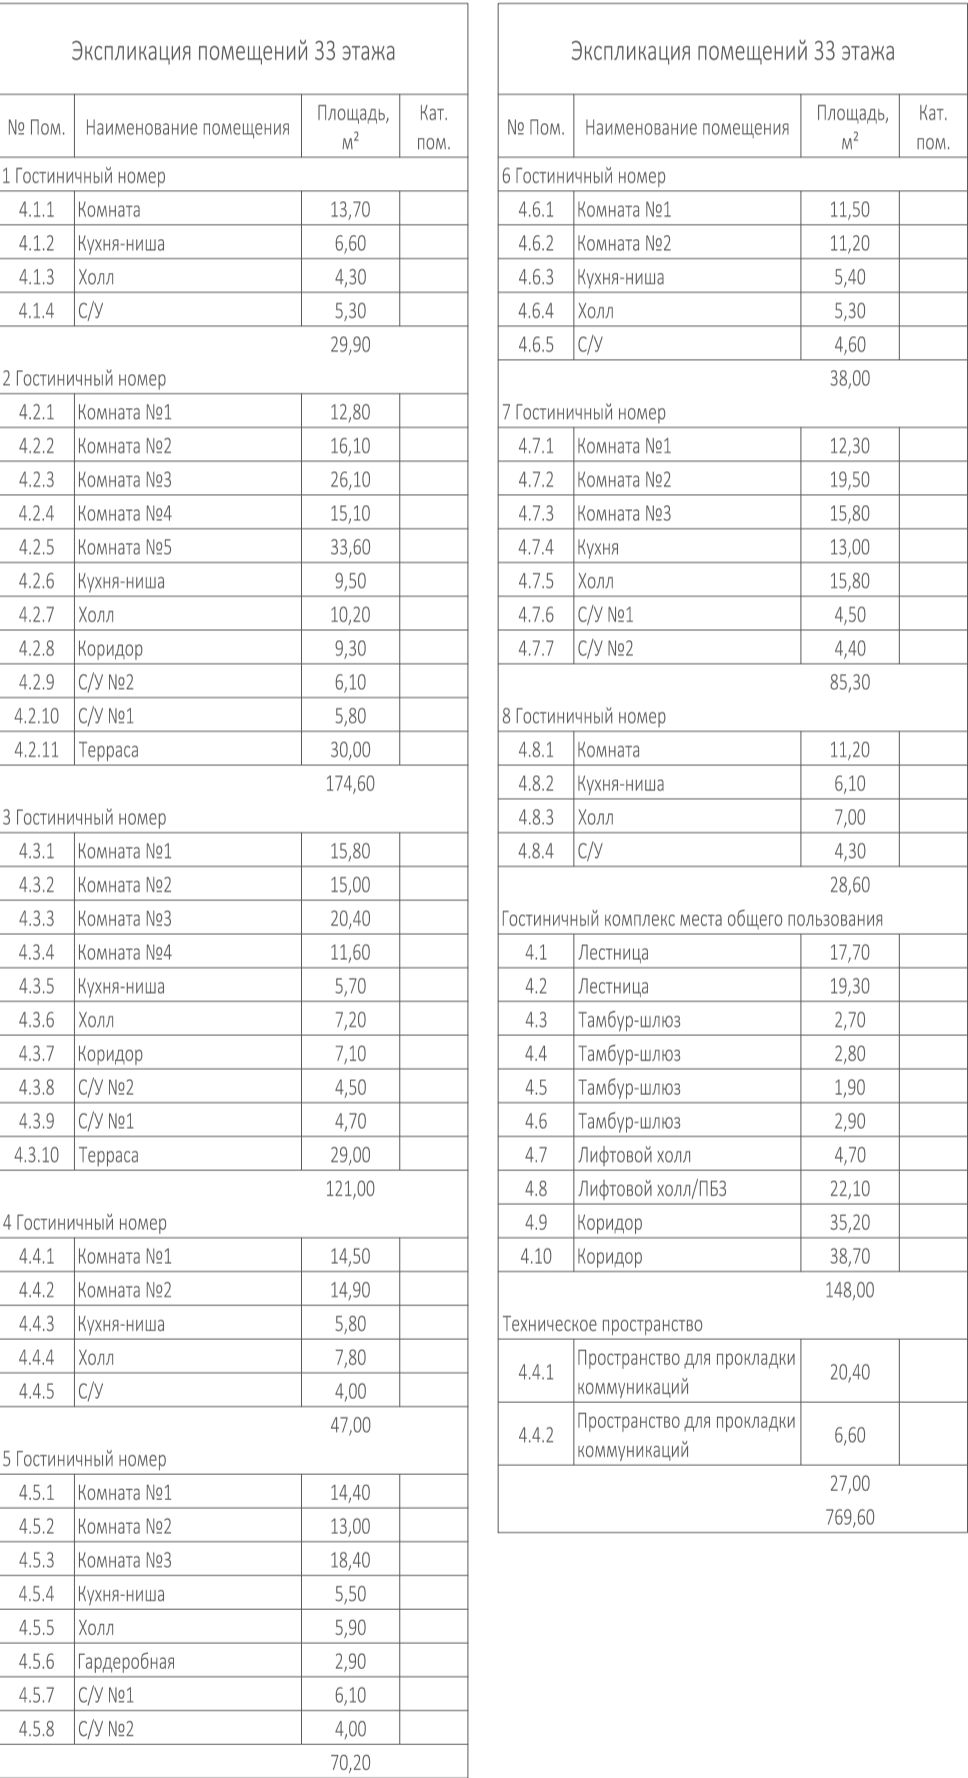 Экспликация помещений 33 этажа
№ Пом. Наименование помещения Площадь, м² Кат. пом.
1 Гостиничный номер
4.1.1 Комната 13,70
4.1.2 Кухня-ниша 6,60
4.1.3 Холл 4,30
4.1.4 С/У 5,30
29,90
2 Гостиничный номер
4.2.1 Комната №1 12,80
4.2.2 Комната №2 16,10
4.2.3 Комната №3 26,10
4.2.4 Комната №4 15,10
4.2.5 Комната №5 33,60
4.2.6 Кухня-ниша 9,50
4.2.7 Холл 10,20
4.2.8 Коридор 9,30
4.2.9 С/У №2 6,10
4.2.10 С/У №1 5,80
4.2.11 Терраса 30,00
174,60
3 Гостиничный номер
4.3.1 Комната №1 15,80
4.3.2 Комната №2 15,00
4.3.3 Комната №3 20,40
4.3.4 Комната №4 11,60
4.3.5 Кухня-ниша 5,70
4.3.6 Холл 7,20
4.3.7 Коридор 7,10
4.3.8 С/У №2 4,50
4.3.9 С/У №1 4,70
4.3.10 Терраса 29,00
121,00
4 Гостиничный номер
4.4.1 Комната №1 14,50
4.4.2 Комната №2 14,90
4.4.3 Кухня-ниша 5,80
4.4.4 Холл 7,80
4.4.5 С/У 4,00
47,00
5 Гостиничный номер
4.5.1 Комната №1 14,40
4.5.2 Комната №2 13,00
4.5.3 Комната №3 18,40
4.5.4 Кухня-ниша 5,50
4.5.5 Холл 5,90
4.5.6 Гардеробная 2,90
4.5.7 С/У №1 6,10
4.5.8 С/У №2 4,00
70,20
Экспликация помещений 33 этажа
№ Пом. Наименование помещения Площадь, м² Кат. пом.
6 Гостиничный номер
4.6.1 Комната №1 11,50
4.6.2 Комната №2 11,20
4.6.3 Кухня-ниша 5,40
4.6.4 Холл 5,30
4.6.5 С/У 4,60
38,00
7 Гостиничный номер
4.7.1 Комната №1 12,30
4.7.2 Комната №2 19,50
4.7.3 Комната №3 15,80
4.7.4 Кухня 13,00
4.7.5 Холл 15,80
4.7.6 С/У №1 4,50
4.7.7 С/У №2 4,40
85,30
8 Гостиничный номер
4.8.1 Комната 11,20
4.8.2 Кухня-ниша 6,10
4.8.3 Холл 7,00
4.8.4 С/У 4,30
28,60
Гостиничный комплекс места общего пользования
4.1 Лестница 17,70
4.2 Лестница 19,30
4.3 Тамбур-шлюз 2,70
4.4 Тамбур-шлюз 2,80
4.5 Тамбур-шлюз 1,90
4.6 Тамбур-шлюз 2,90
4.7 Лифтовой холл 4,70
4.8 Лифтовой холл/ПБЗ 22,10
4.9 Коридор 35,20
4.10 Коридор 38,70
148,00
Техническое пространство
4.4.1 Пространство для прокладки коммуникаций 20,40
4.4.2 Пространство для прокладки коммуникаций 6,60
27,00
769,60